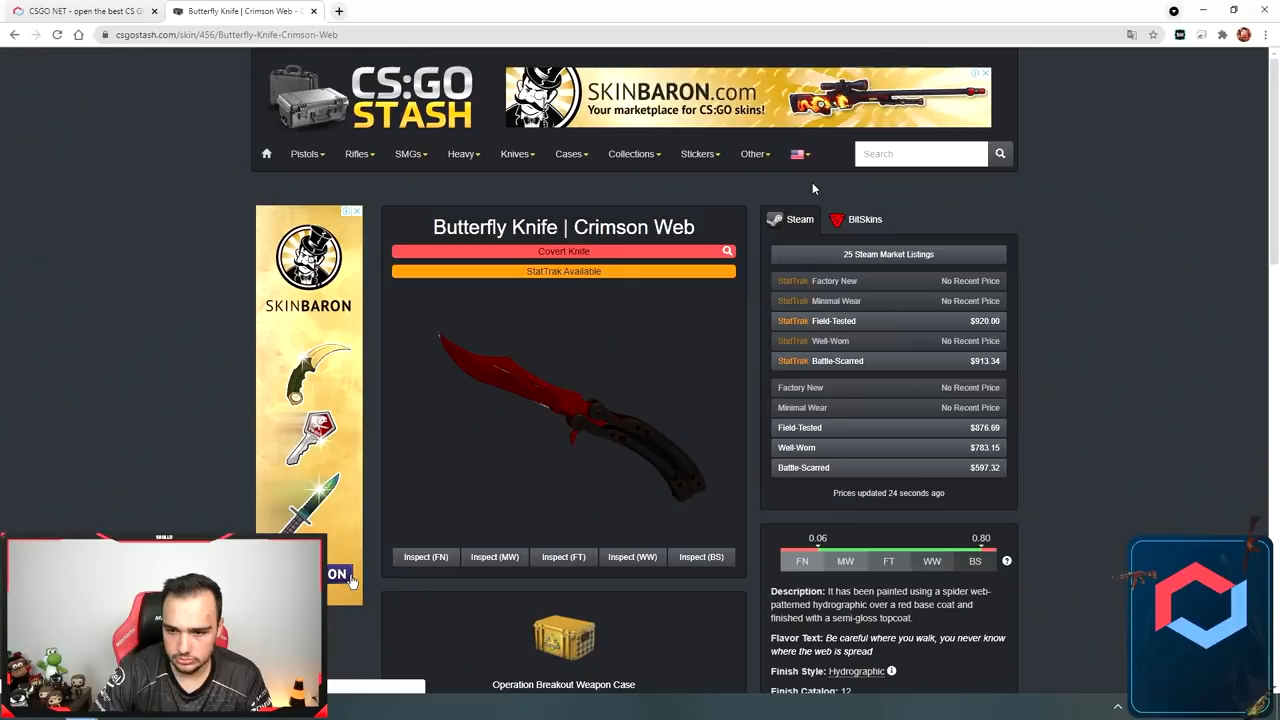 CSGO NET - open the best CS G
Butterfly Knife | Crimson Web - C
csgostash.com/skin/456/Butterfly-Knife-Crimson-Web
CS:GO
STASH
SKINBARON.com
Your marketplace for CS:GO skins!
Pistols Rifles SMGs Heavy Knives Cases Collections Stickers Other Search
SKINBARON
ON
Butterfly Knife | Crimson Web
Covert Knife
StatTrak Available
Inspect (FN) Inspect (MW) Inspect (FT) Inspect (WW) Inspect (BS)
Operation Breakout Weapon Case
Steam BitSkins
25 Steam Market Listings
StatTrak Factory New No Recent Price
StatTrak Minimal Wear No Recent Price
StatTrak Field-Tested $920.00
StatTrak Well-Worn No Recent Price
StatTrak Battle-Scarred $913.34
Factory New No Recent Price
Minimal Wear No Recent Price
Field-Tested $876.69
Well-Worn $783.15
Battle-Scarred $597.32
Prices updated 24 seconds ago
0.06 0.80
FN MW FT WW BS
Description: It has been painted using a spider web-
patterned hydrographic over a red base coat and
finished with a semi-gloss topcoat.
Flavor Text: Be careful where you walk, you never know
where the web is spread
Finish Style: Hydrographic
Finish Catalog: 12